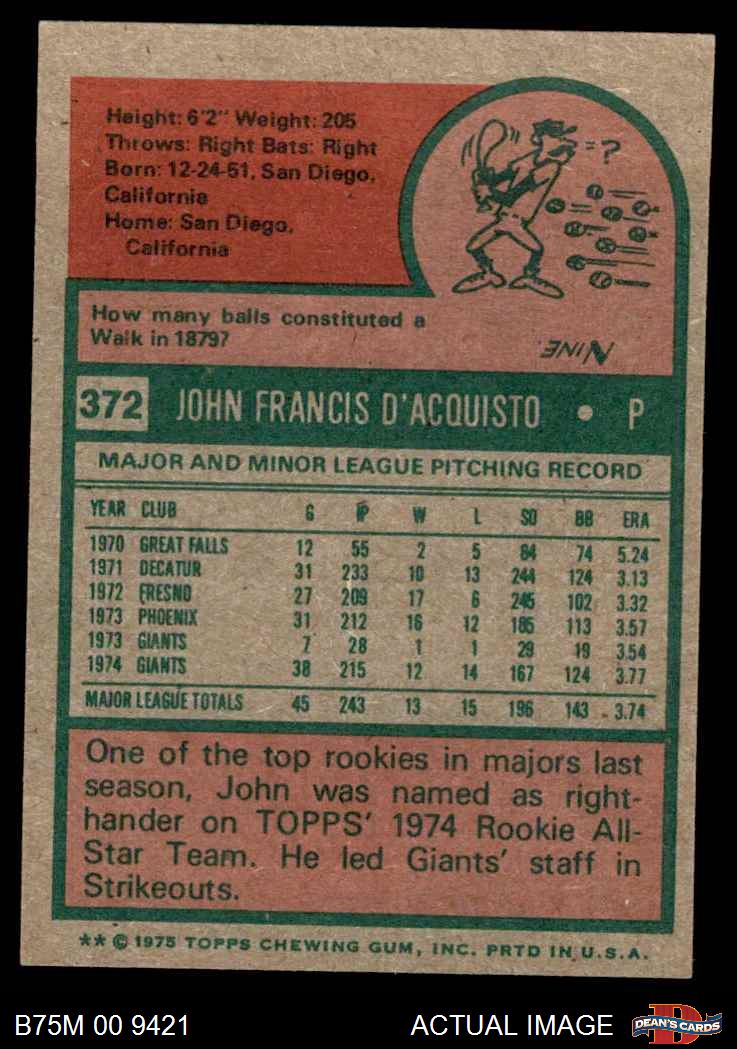 Height: 6'2" Weight: 205
Throws: Right Bats: Right
Born: 12-24-51, San Diego,
California
Home: San Diego,
California
= ?
How many balls constituted a
Walk in 1879?
NINE
372 JOHN FRANCIS D'ACQUISTO • P
MAJOR AND MINOR LEAGUE PITCHING RECORD
YEAR CLUB G IP W L SO BB ERA
1970 GREAT FALLS 12 55 2 5 84 74 5.24
1971 DECATUR 31 233 10 13 244 124 3.13
1972 FRESNO 27 209 17 6 245 102 3.32
1973 PHOENIX 31 212 16 12 185 113 3.57
1973 GIANTS 7 28 1 1 29 19 3.54
1974 GIANTS 38 215 12 14 167 124 3.77
MAJOR LEAGUE TOTALS 45 243 13 15 196 143 3.74
One of the top rookies in majors last
season, John was named as right-
hander on TOPPS' 1974 Rookie All-
Star Team. He led Giants' staff in
Strikeouts.
** © 1975 TOPPS CHEWING GUM, INC. PRTD IN U.S.A.
B75M 00 9421 ACTUAL IMAGE D DEAN'S CARDS